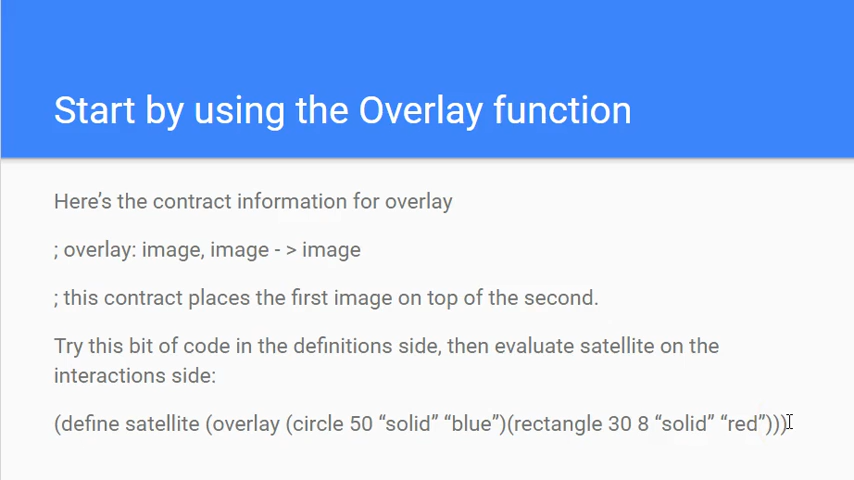 Start by using the Overlay function
Here’s the contract information for overlay
; overlay: image, image - > image
; this contract places the first image on top of the second.
Try this bit of code in the definitions side, then evaluate satellite on the
interactions side:
(define satellite (overlay (circle 50 “solid” “blue”)(rectangle 30 8 “solid” “red”)))